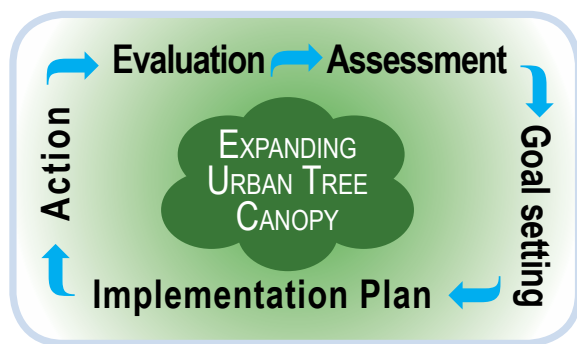 Evaluation
Assessment
Goal setting
Implementation Plan
Action
EXPANDING
URBAN TREE
CANOPY